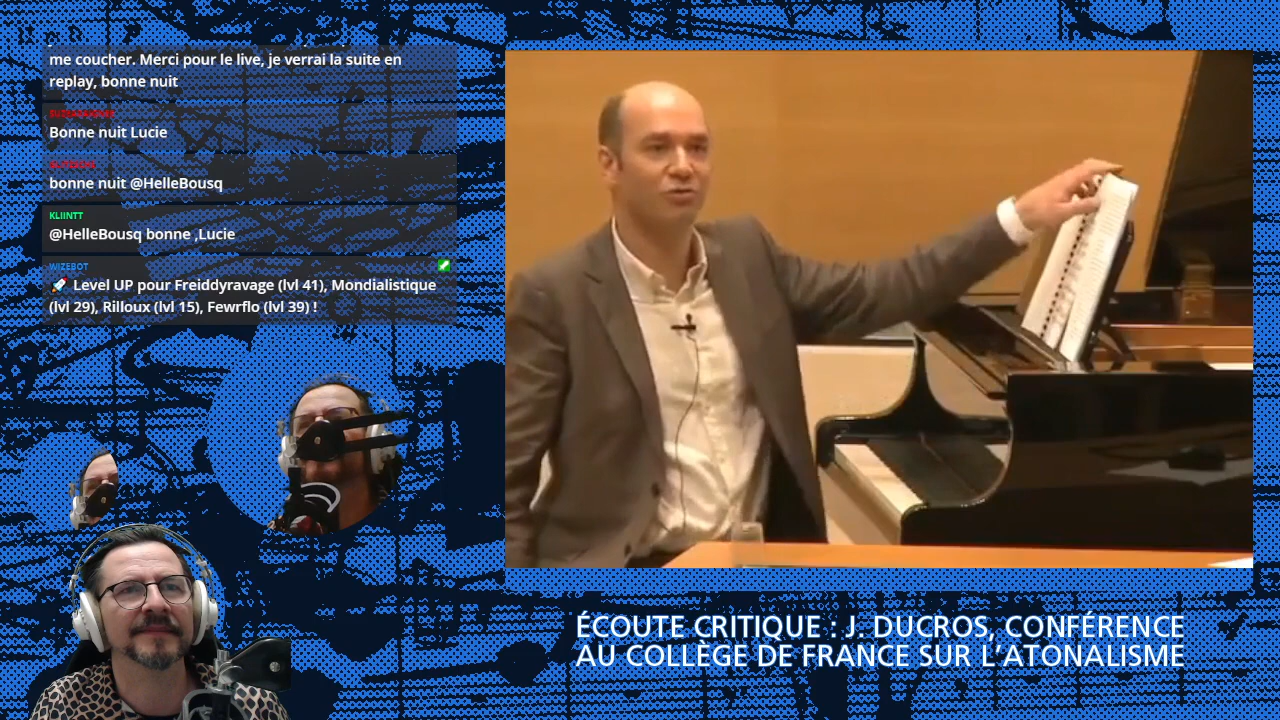 me coucher. Merci pour le live, je verrai la suite en
replay, bonne nuit
Bonne nuit Lucie
bonne nuit @HelleBousq
KLIINTT
@HelleBousq bonne ,Lucie
WIZEBOT
🚀 Level UP pour Freiddyravage (lvl 41), Mondialistique
(lvl 29), Rilloux (lvl 15), Fewrflo (lvl 39) !
ÉCOUTE CRITIQUE : J. DUCROS, CONFÉRENCE
AU COLLÈGE DE FRANCE SUR L’ATONALISME